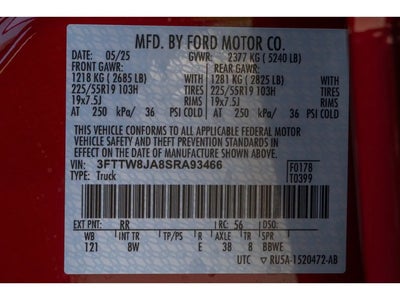 MFD. BY FORD MOTOR CO.
DATE: 05/25 GVWR: 2377 KG ( 5240 LB)
FRONT GAWR: REAR GAWR:
1218 KG ( 2685 LB) 1281 KG ( 2825 LB) WITH
225/55R19 103H 225/55R19 103H TIRES
19x7.5J 19x7.5J RIMS
AT 250 kPa/ 36 PSI COLD AT 250 kPa/ 36 PSI COLD
THIS VEHICLE CONFORMS TO ALL APPLICABLE FEDERAL MOTOR
VEHICLE SAFETY AND THEFT PREVENTION STANDARDS IN
EFFECT ON THE DATE OF MANUFACTURE SHOWN ABOVE.
VIN: 3FTTW8JA8SRA93466 F0178
TYPE: Truck T0399
EXT PNT: RR RC: 56 DSO:
WB INT TR TP/PS R AXLE TR SPR
121 8W E 38 8 BBWE
UTC RU5A-1520472-AB